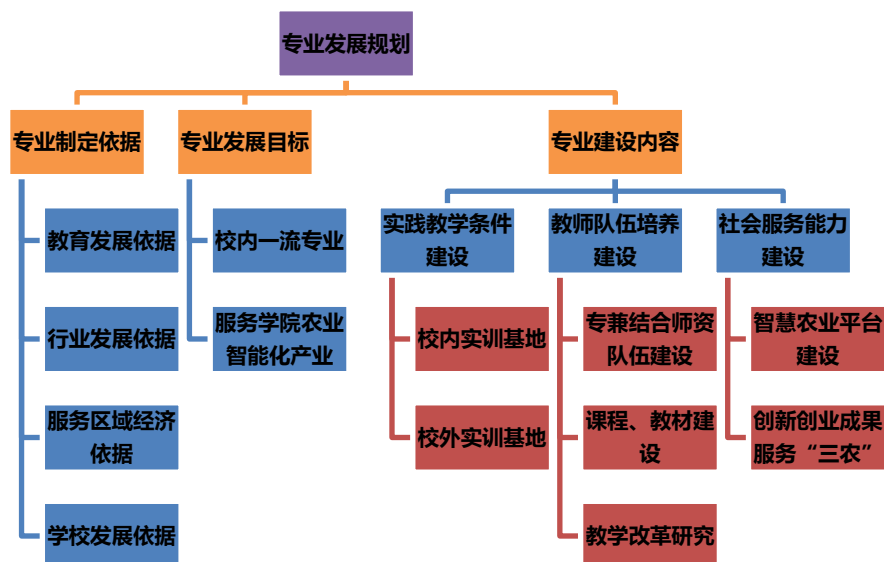 专业发展规划
专业制定依据
专业发展目标
专业建设内容
教育发展依据
行业发展依据
服务区域经济
依据
学校发展依据
校内一流专业
服务学院农业
智能化产业
实践教学条件
建设
校内实训基地
校外实训基地
教师队伍培养
建设
专兼结合师资
队伍建设
课程、教材建
设
教学改革研究
社会服务能力
建设
智慧农业平台
建设
创新创业成果
服务“三农”